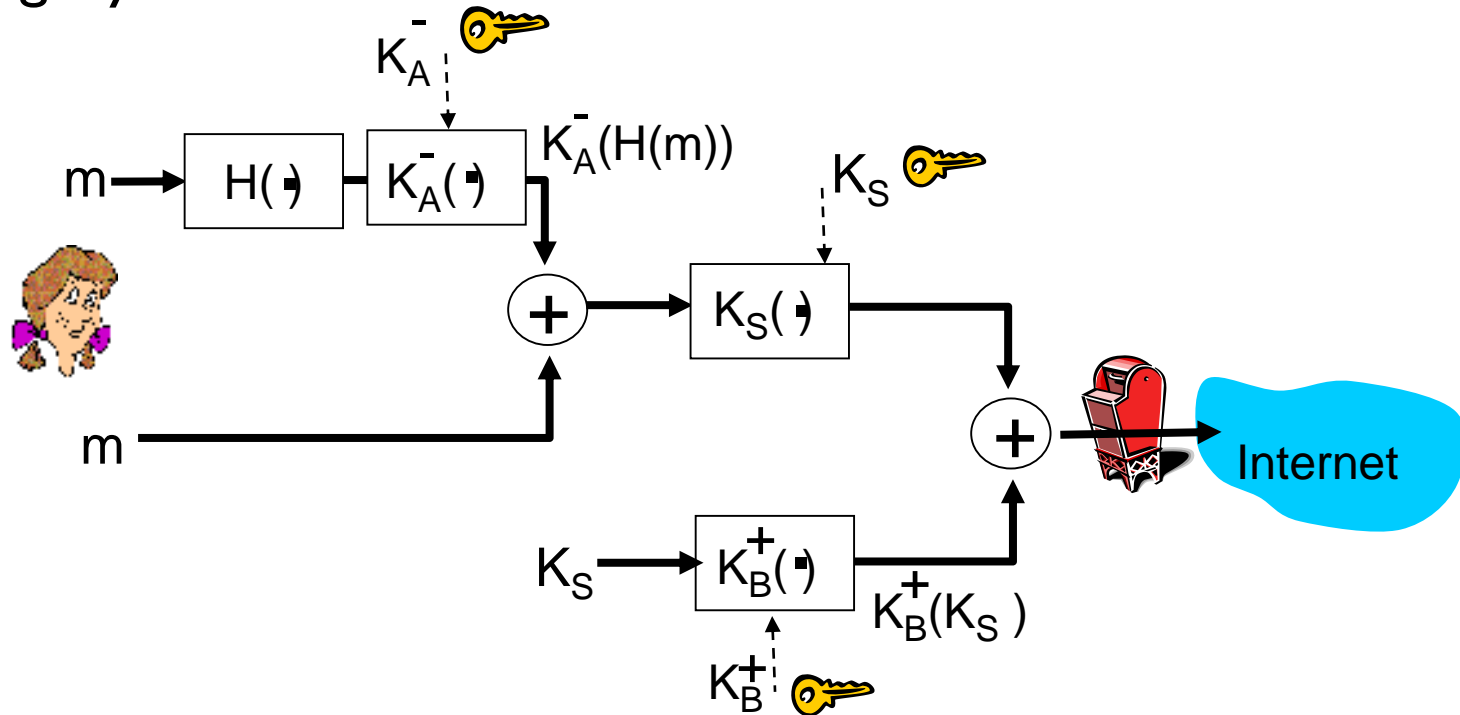 K_A^-
m
H(·)
K_A^-(·)
K_A^-(H(m))
K_S
+
K_S(·)
m
+
Internet
K_S
K_B^+(·)
K_B^+(K_S )
K_B^+